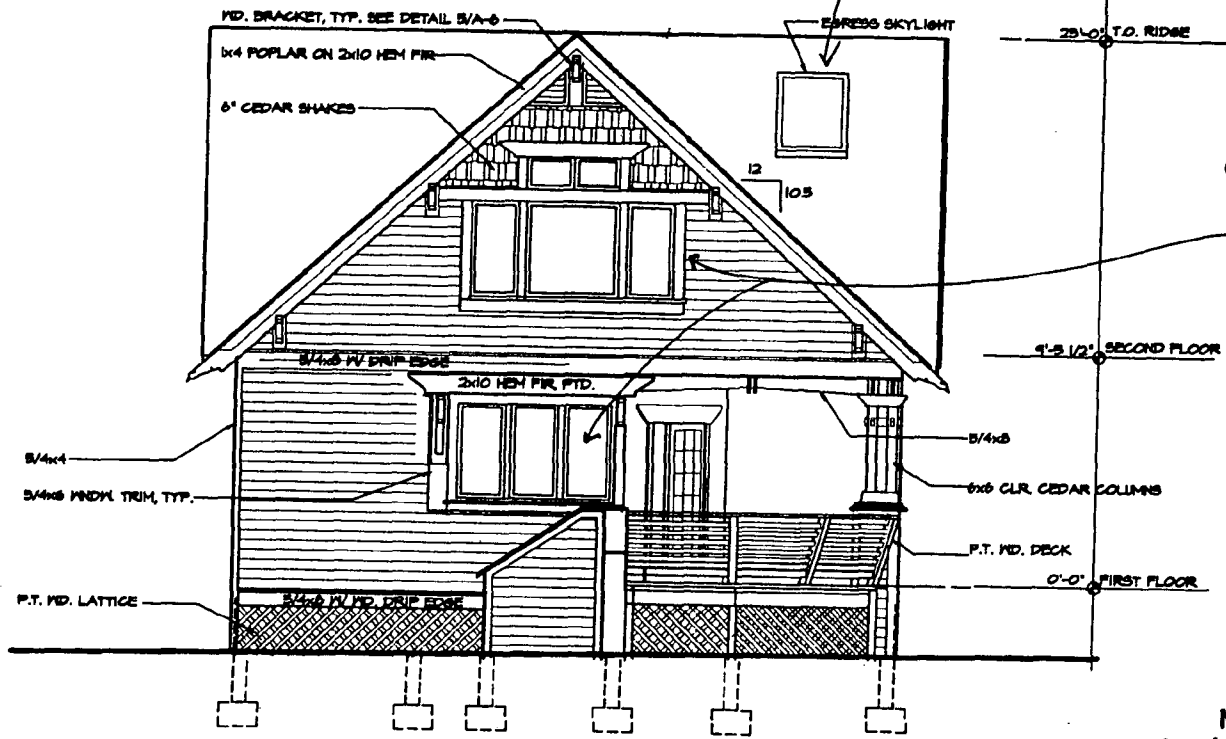 WD. BRACKET, TYP. SEE DETAIL 5/A-6
EGRESS SKYLIGHT
25'-0" T.O. RIDGE
1x4 POPLAR ON 2x10 HEM FIR
6" CEDAR SHAKES
12
10.5
9'-5 1/2" SECOND FLOOR
5/4x8 W/ DRIP EDGE
2x10 HEM FIR, PTD.
5/4x4
5/4x8
5/4x6 WNDW. TRIM, TYP.
6x6 CLR. CEDAR COLUMNS
P.T. WD. DECK
0'-0" FIRST FLOOR
P.T. WD. LATTICE
5/4x8 W/ WD. DRIP EDGE